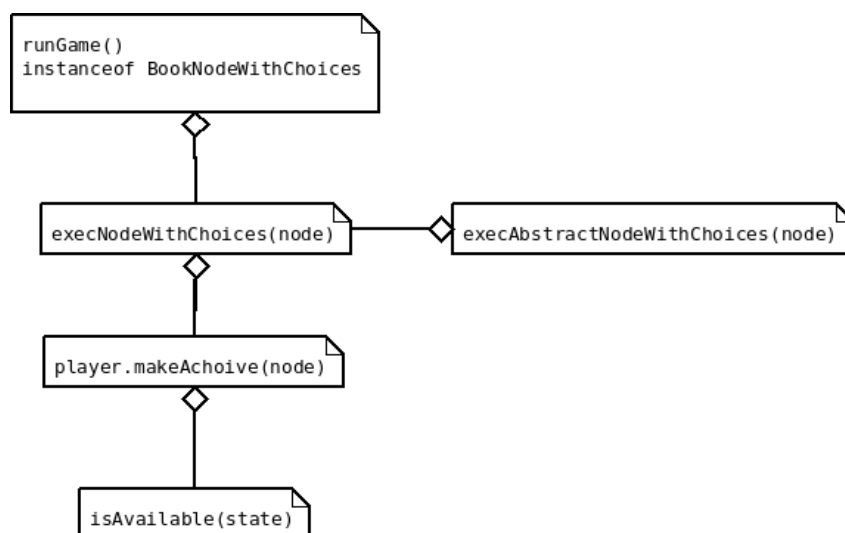 runGame()
instanceof BookNodeWithChoices
execNodeWithChoices(node)
execAbstractNodeWithChoices(node)
player.makeAchoive(node)
isAvailable(state)